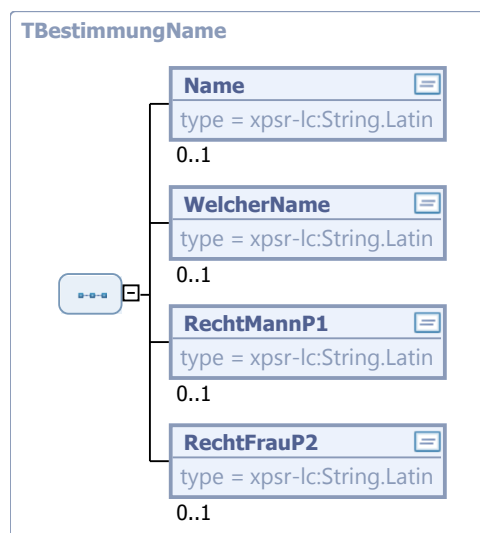 TBestimmungName
Name
type = xpsr-lc:String.Latin
0..1
WelcherName
type = xpsr-lc:String.Latin
0..1
RechtMannP1
type = xpsr-lc:String.Latin
0..1
RechtFrauP2
type = xpsr-lc:String.Latin
0..1